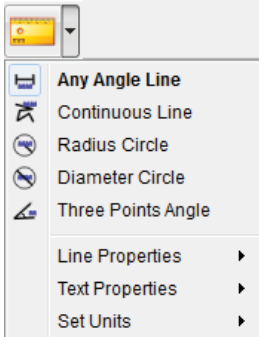 Any Angle Line
Continuous Line
Radius Circle
Diameter Circle
Three Points Angle
Line Properties
Text Properties
Set Units